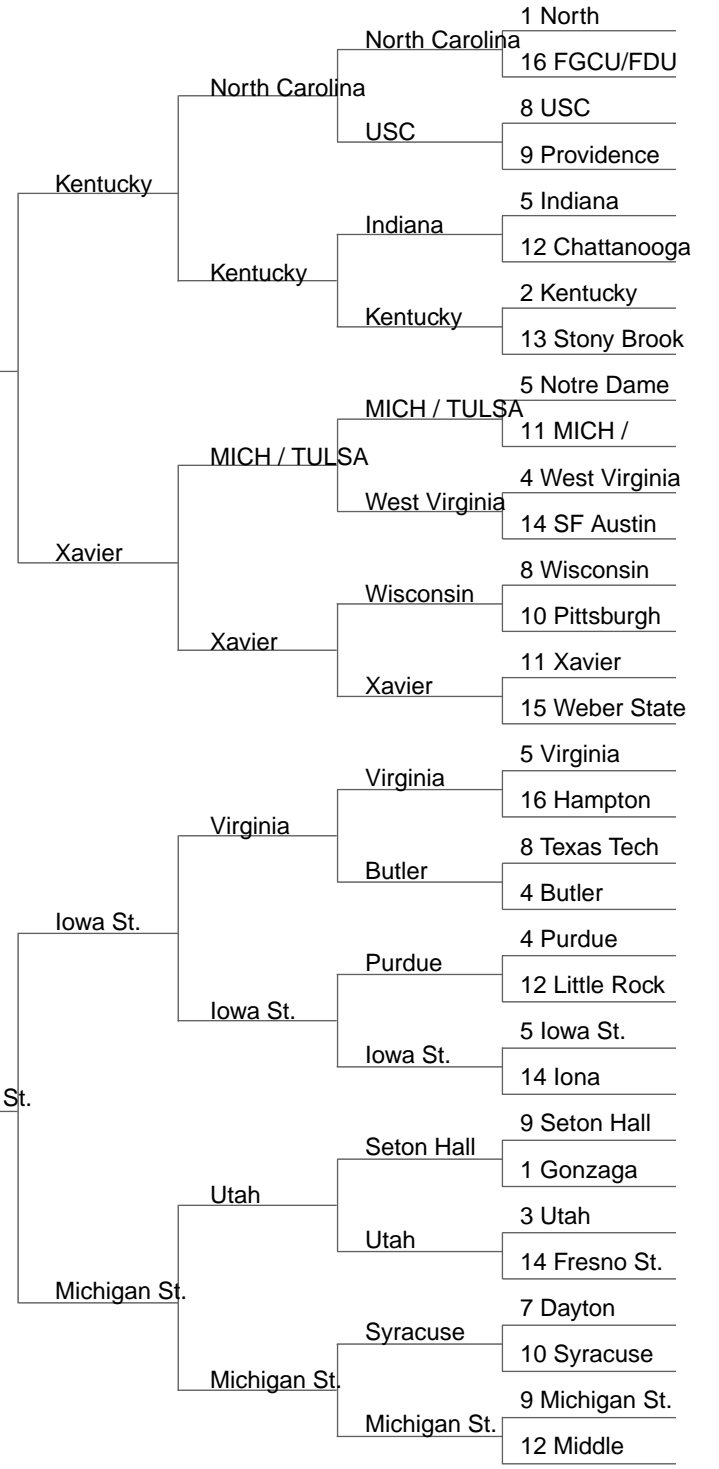 1 North
North Carolina
16 FGCU/FDU
North Carolina
8 USC
USC
9 Providence
Kentucky
5 Indiana
Indiana
12 Chattanooga
Kentucky
2 Kentucky
Kentucky
13 Stony Brook
5 Notre Dame
MICH / TULSA
11 MICH /
MICH / TULSA
4 West Virginia
West Virginia
14 SF Austin
Xavier
8 Wisconsin
Wisconsin
10 Pittsburgh
Xavier
11 Xavier
Xavier
15 Weber State
5 Virginia
Virginia
16 Hampton
Virginia
8 Texas Tech
Butler
4 Butler
Iowa St.
4 Purdue
Purdue
12 Little Rock
Iowa St.
5 Iowa St.
Iowa St.
14 Iona
St.
9 Seton Hall
Seton Hall
1 Gonzaga
Utah
3 Utah
Utah
14 Fresno St.
Michigan St.
7 Dayton
Syracuse
10 Syracuse
Michigan St.
9 Michigan St.
Michigan St.
12 Middle